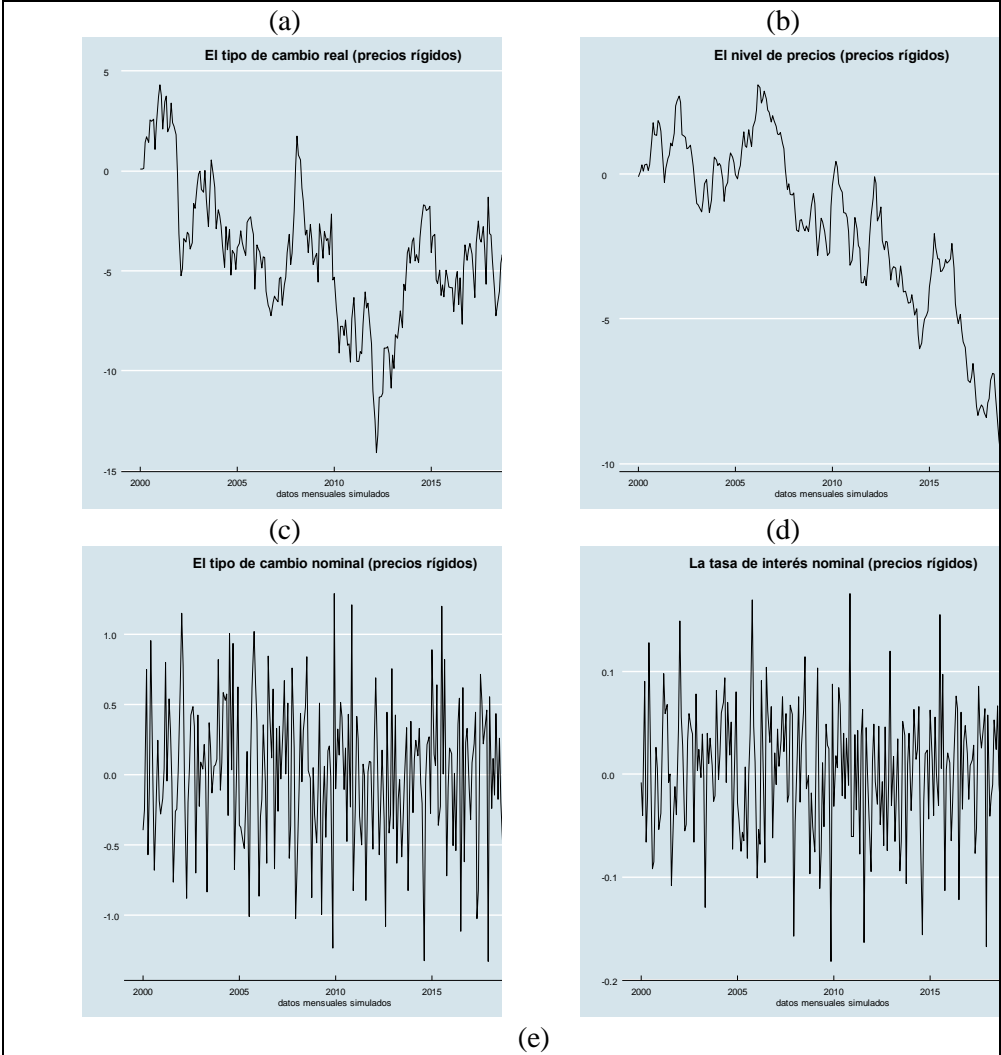 (a)
(b)
El tipo de cambio real (precios rígidos)
5
0
-5
-10
-15
2000
2005
2010
2015
datos mensuales simulados
El nivel de precios (precios rígidos)
0
-5
-10
2000
2005
2010
2015
datos mensuales simulados
(c)
(d)
El tipo de cambio nominal (precios rígidos)
1.0
0.5
0.0
-0.5
-1.0
2000
2005
2010
2015
datos mensuales simulados
La tasa de interés nominal (precios rígidos)
0.1
0.0
-0.1
-0.2
2000
2005
2010
2015
datos mensuales simulados
(e)